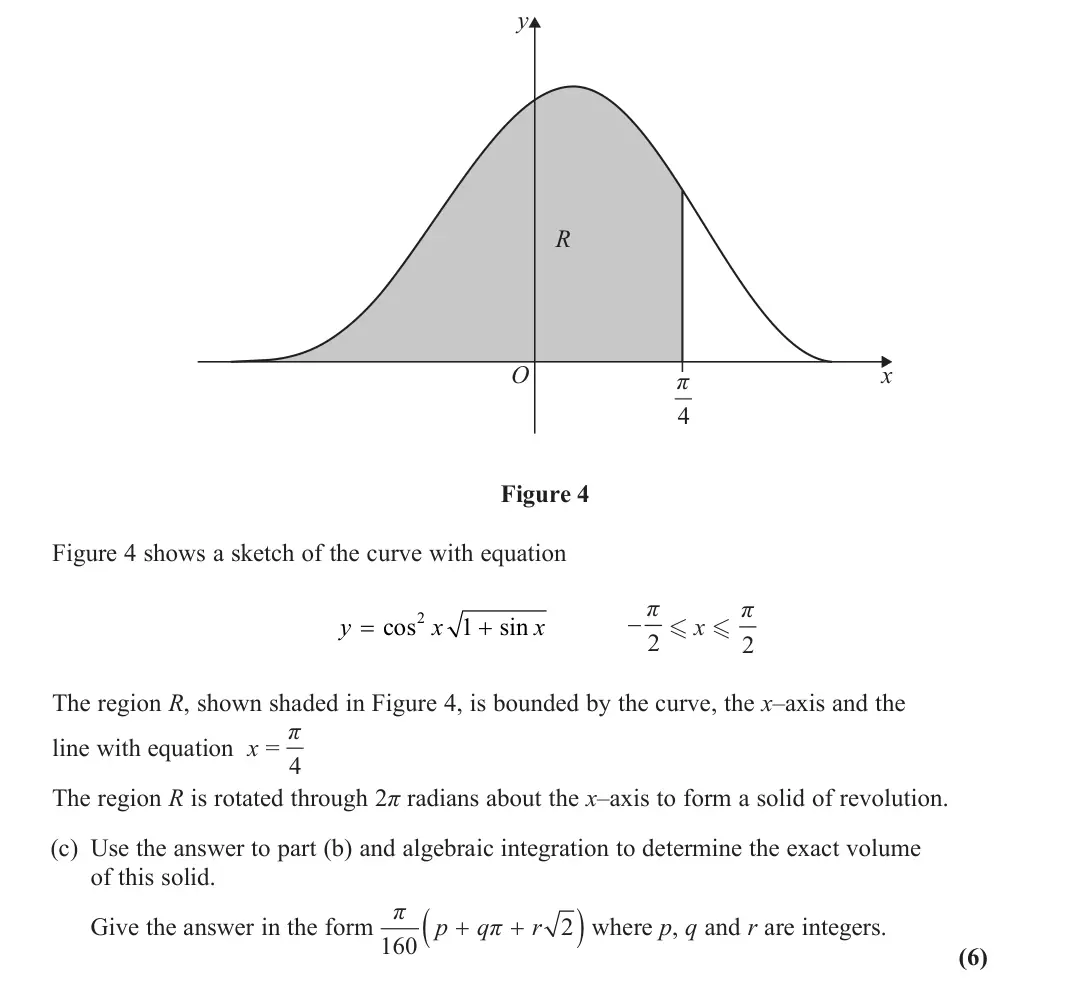 y
R
O
π/4
x
Figure 4
Figure 4 shows a sketch of the curve with equation
y = cos² x√(1 + sin x)   −π/2 ⩽ x ⩽ π/2
The region R, shown shaded in Figure 4, is bounded by the curve, the x–axis and the
line with equation x = π/4
The region R is rotated through 2π radians about the x–axis to form a solid of revolution.
(c) Use the answer to part (b) and algebraic integration to determine the exact volume
of this solid.
Give the answer in the form π/160 (p + qπ + r√2) where p, q and r are integers.
(6)